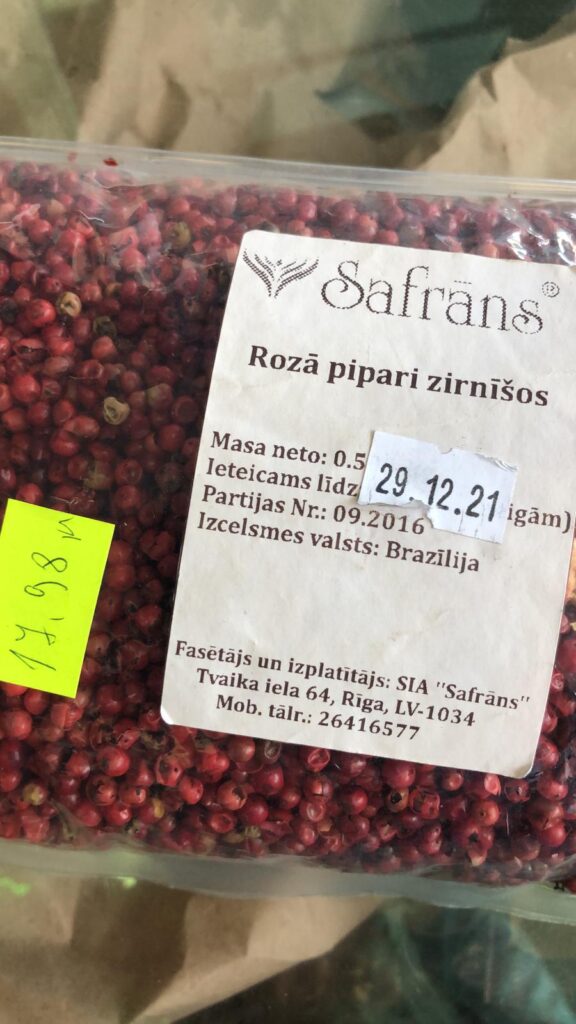 Safrāns®
Rozā pipari zirnīšos
Masa neto: 0.5
Ieteicams līdz
29.12.21
igām)
Partijas Nr.: 09.2016
Izcelsmes valsts: Brazīlija
Fasētājs un izplatītājs: SIA "Safrāns"
Tvaika iela 64, Rīga, LV-1034
Mob. tālr.: 26416577
17.98